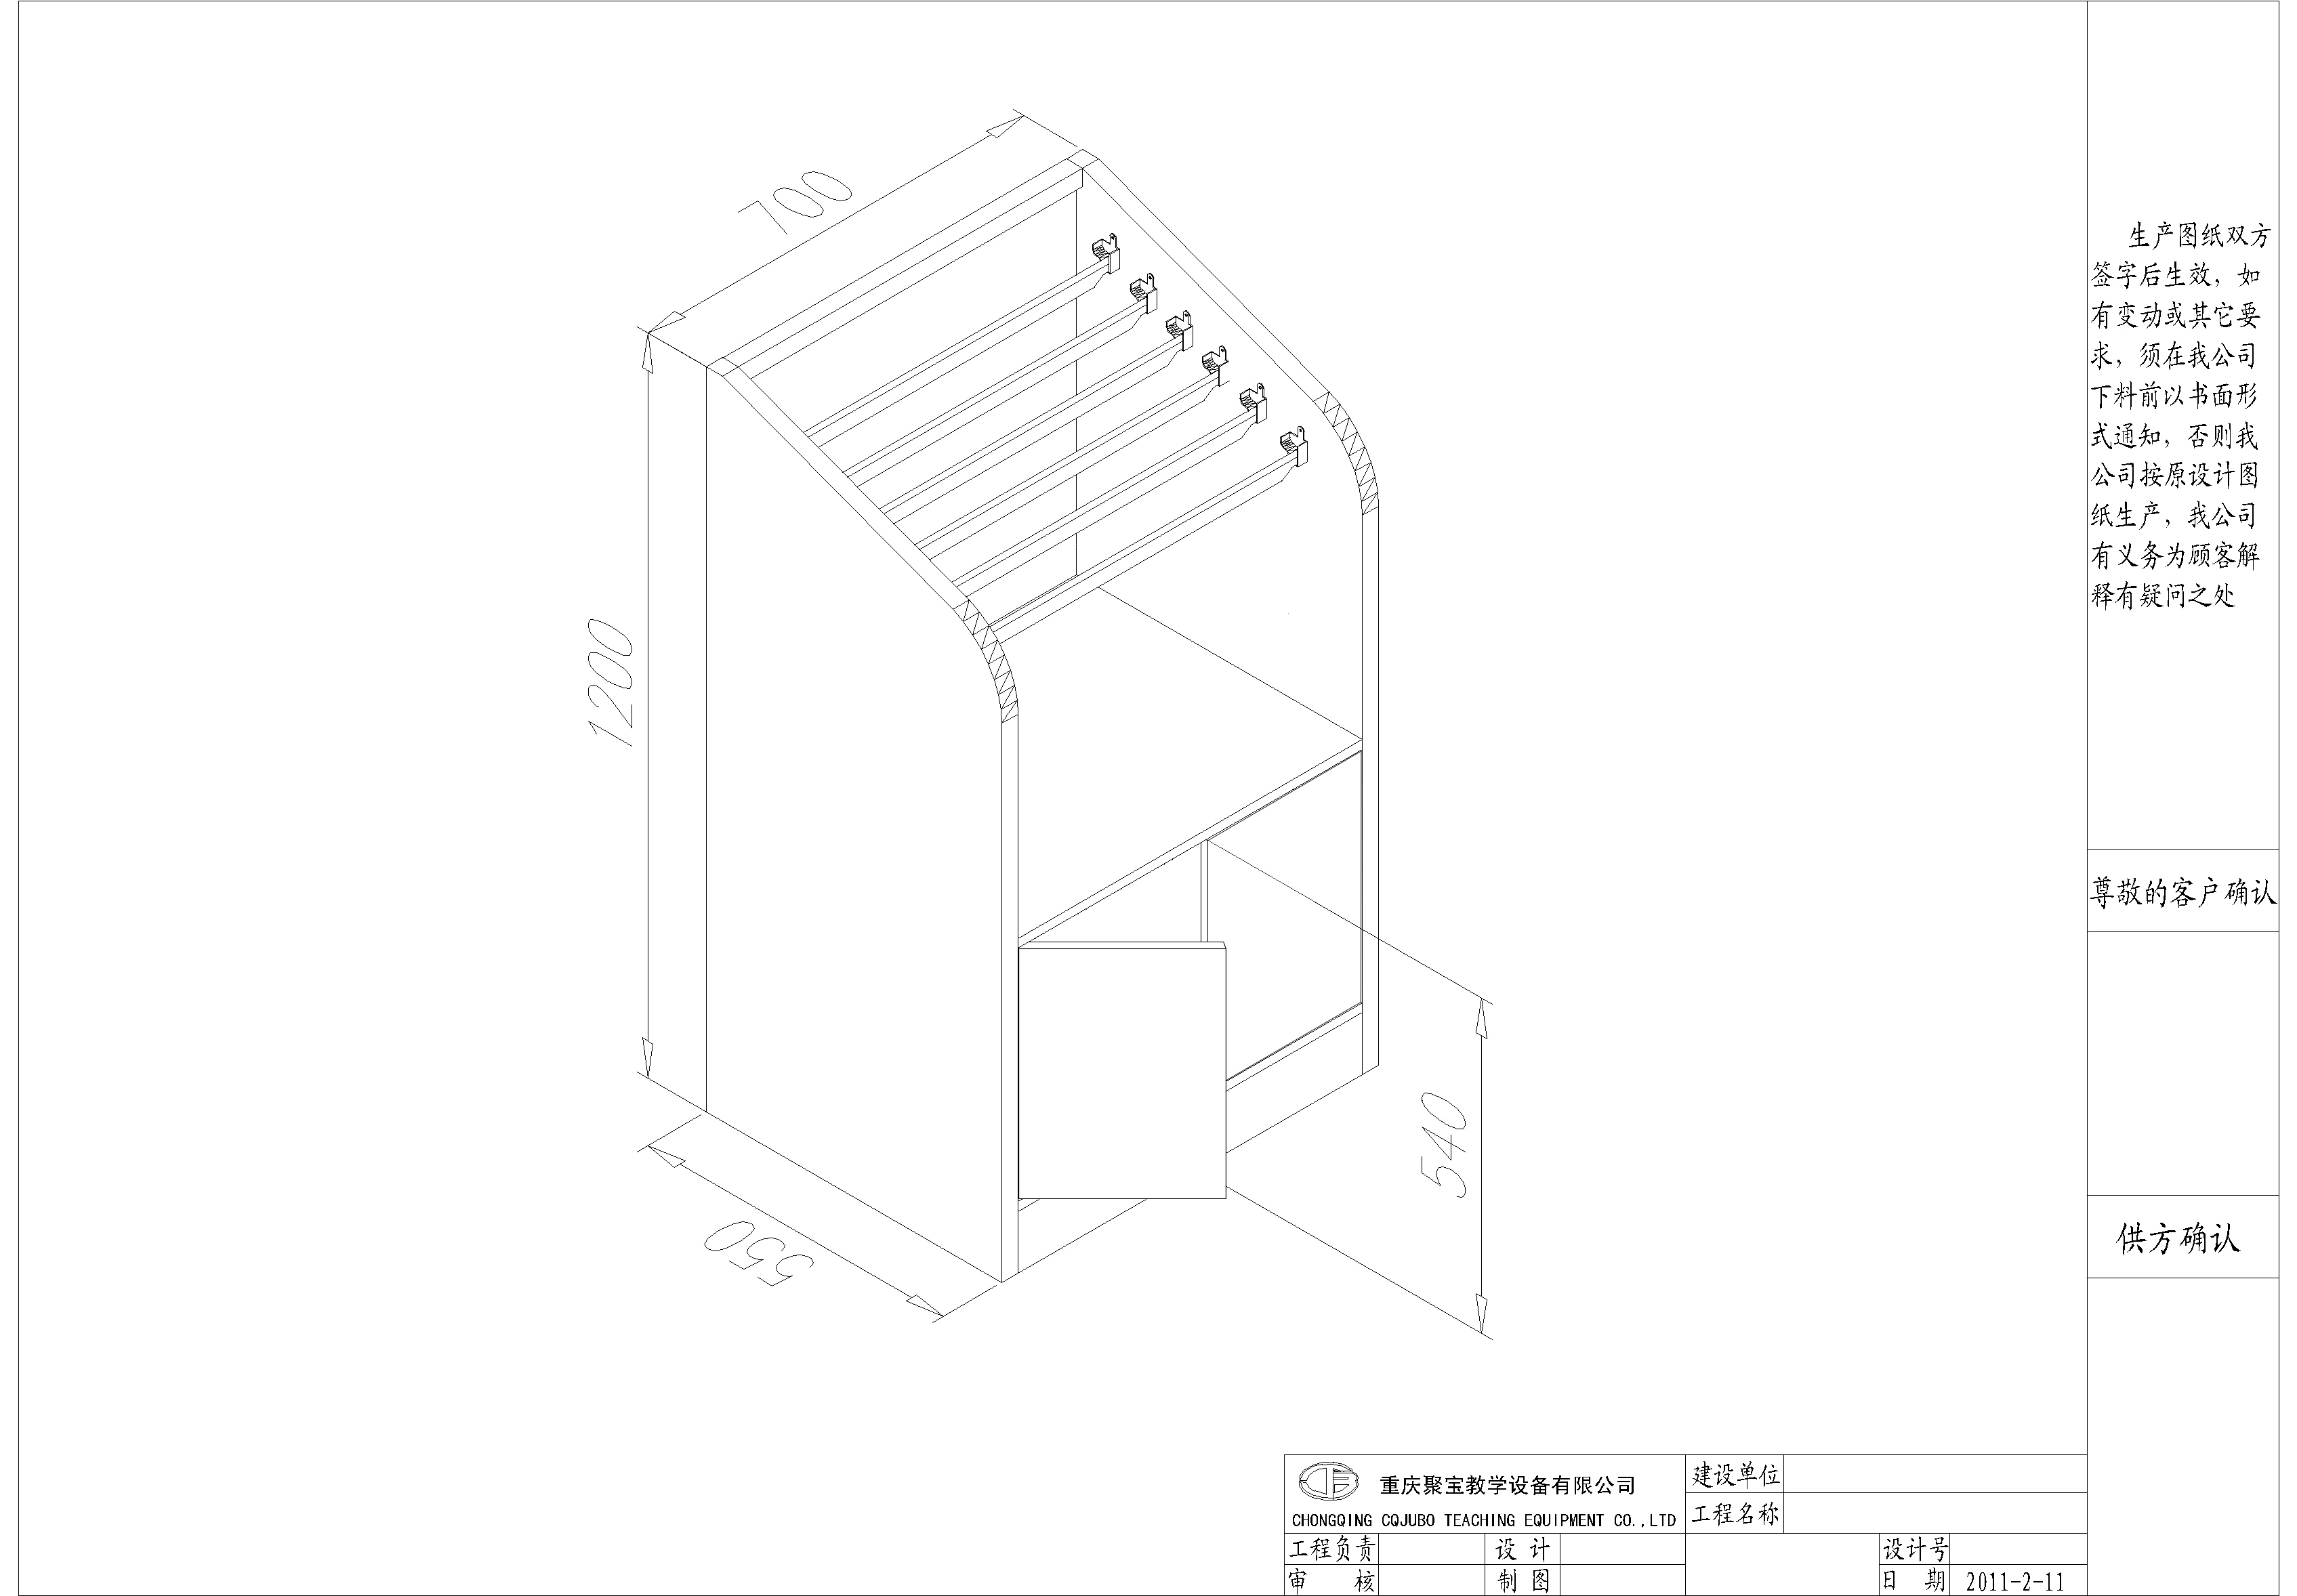 700
1200
550
540
生产图纸双方
签字后生效，如
有变动或其它要
求，须在我公司
下料前以书面形
式通知，否则我
公司按原设计图
纸生产，我公司
有义务为顾客解
释有疑问之处
尊敬的客户确认
供方确认
重庆聚宝教学设备有限公司
CHONGQING CQJUBO TEACHING EQUIPMENT CO.,LTD
建设单位
工程名称
工程负责 设 计 设计号
审 核 制 图 日 期 2011-2-11